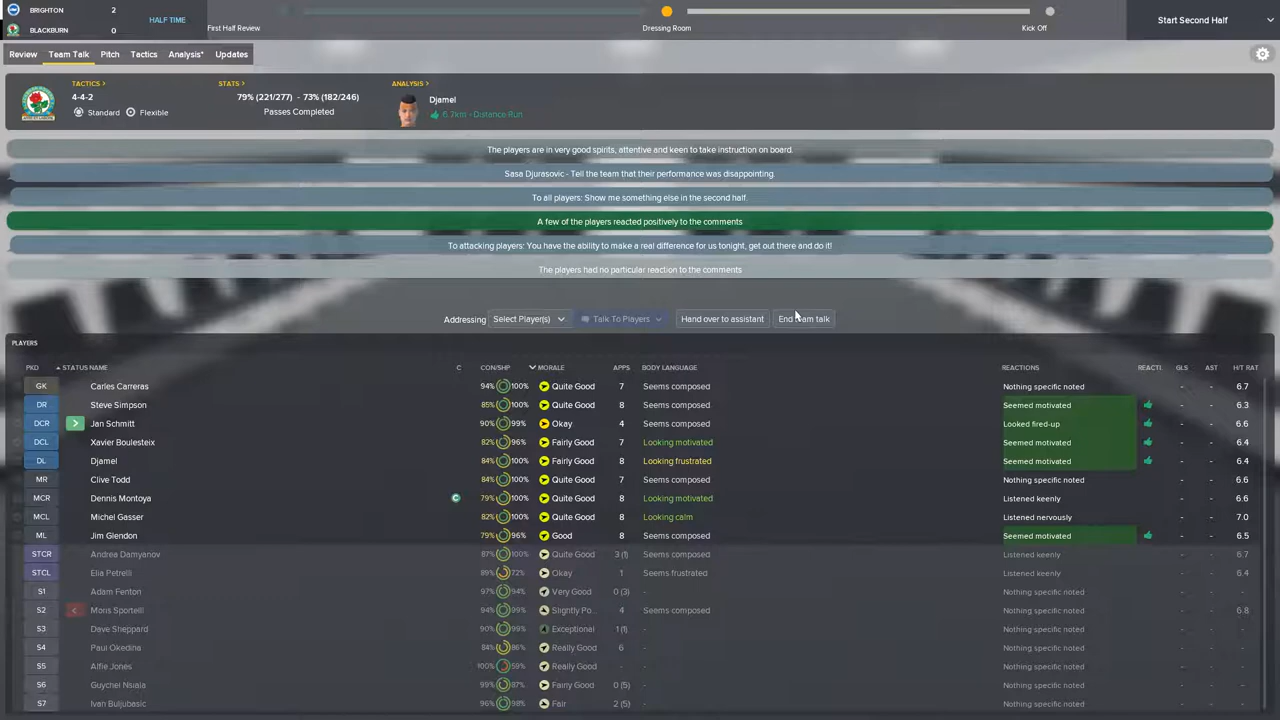 BRIGHTON 2
HALF TIME
BLACKBURN 0
First Half Review
Dressing Room
Kick Off
Start Second Half
Review Team Talk Pitch Tactics Analysis* Updates
TACTICS > STATS > ANALYSIS >
4-4-2 79% (221/277) - 73% (182/246) Djamel
Standard Flexible Passes Completed 6.7km - Distance Run
The players are in very good spirits, attentive and keen to take instruction on board.
Sasa Djurasovic - Tell the team that their performance was disappointing.
To all players: Show me something else in the second half.
A few of the players reacted positively to the comments
To attacking players: You have the ability to make a real difference for us tonight, get out there and do it!
The players had no particular reaction to the comments
Addressing Select Player(s) Talk To Players Hand over to assistant End team talk
PLAYERS
PKD STATUS NAME C CON/SHP MORALE APPS BODY LANGUAGE REACTIONS REACTI... GLS AST H/T RAT
GK Carles Carreras 94% 100% Quite Good 7 Seems composed Nothing specific noted - - 6.7
DR Steve Simpson 85% 100% Quite Good 8 Seems composed Seemed motivated - - 6.3
DCR Jan Schmitt 90% 99% Okay 4 Seems composed Looked fired-up - - 6.6
DCL Xavier Boulesteix 82% 96% Fairly Good 7 Looking motivated Seemed motivated - - 6.4
DL Djamel 84% 100% Fairly Good 8 Looking frustrated Seemed motivated - - 6.4
MR Clive Todd 84% 100% Quite Good 7 Seems composed Nothing specific noted - - 6.6
MCR Dennis Montoya C 79% 100% Quite Good 8 Looking motivated Listened keenly - - 6.6
MCL Michel Gasser 82% 100% Quite Good 8 Looking calm Listened nervously - - 7.0
ML Jim Glendon 79% 96% Good 8 Seems composed Seemed motivated - - 6.5
STCR Andrea Damyanov 87% 100% Quite Good 3 (1) Seems composed Listened keenly - - 6.7
STCL Elia Petrelli 89% 72% Okay 1 Seems frustrated Listened keenly - - 6.4
S1 Adam Fenton 97% 94% Very Good 0 (3) - Nothing specific noted - - -
S2 Moris Sportelli 94% 99% Slightly Po... 4 Seems composed Nothing specific noted - - 6.8
S3 Dave Sheppard 90% 99% Exceptional 1 (1) - Nothing specific noted - - -
S4 Paul Okedina 84% 86% Really Good 6 - Nothing specific noted - - -
S5 Alfie Jones 100% 59% Really Good - - Nothing specific noted - - -
S6 Guychel Nsiala 99% 87% Fairly Good 0 (5) - Nothing specific noted - - -
S7 Ivan Buljubasic 96% 98% Fair 2 (5) - Nothing specific noted - - -